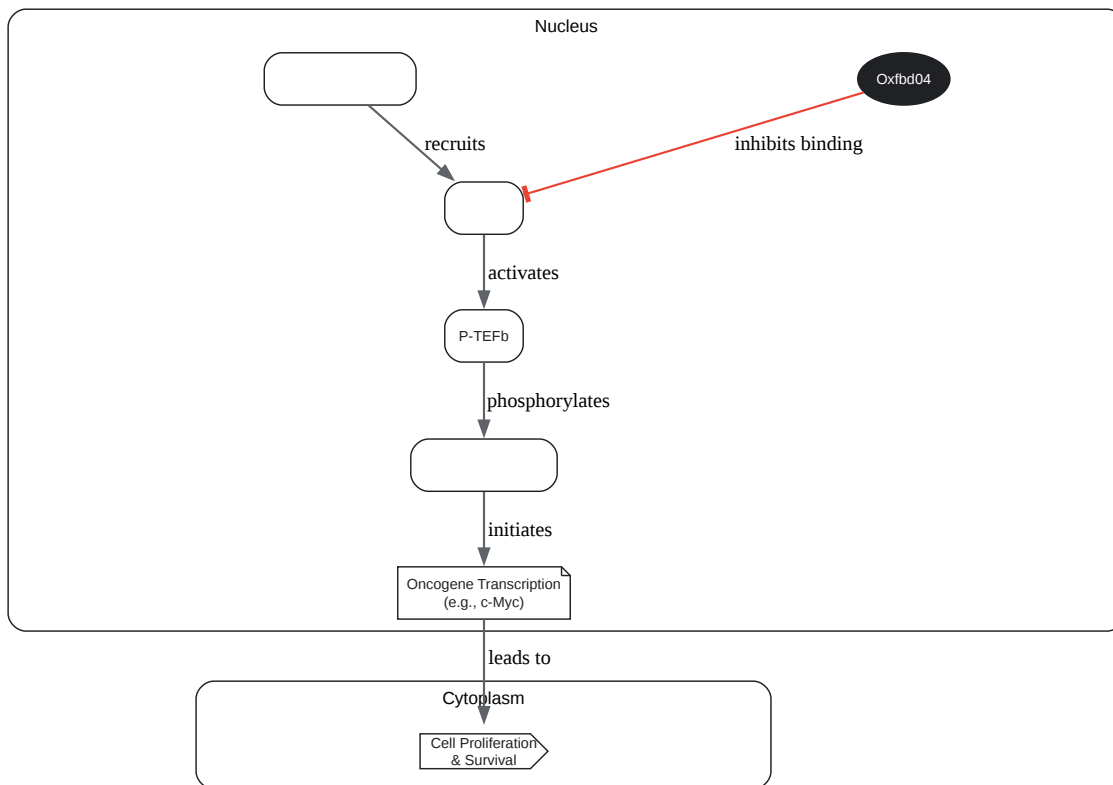 Nucleus
Oxfbd04
recruits
inhibits binding
activates
P-TEFb
phosphorylates
initiates
Oncogene Transcription
(e.g., c-Myc)
leads to
Cytoplasm
Cell Proliferation
& Survival